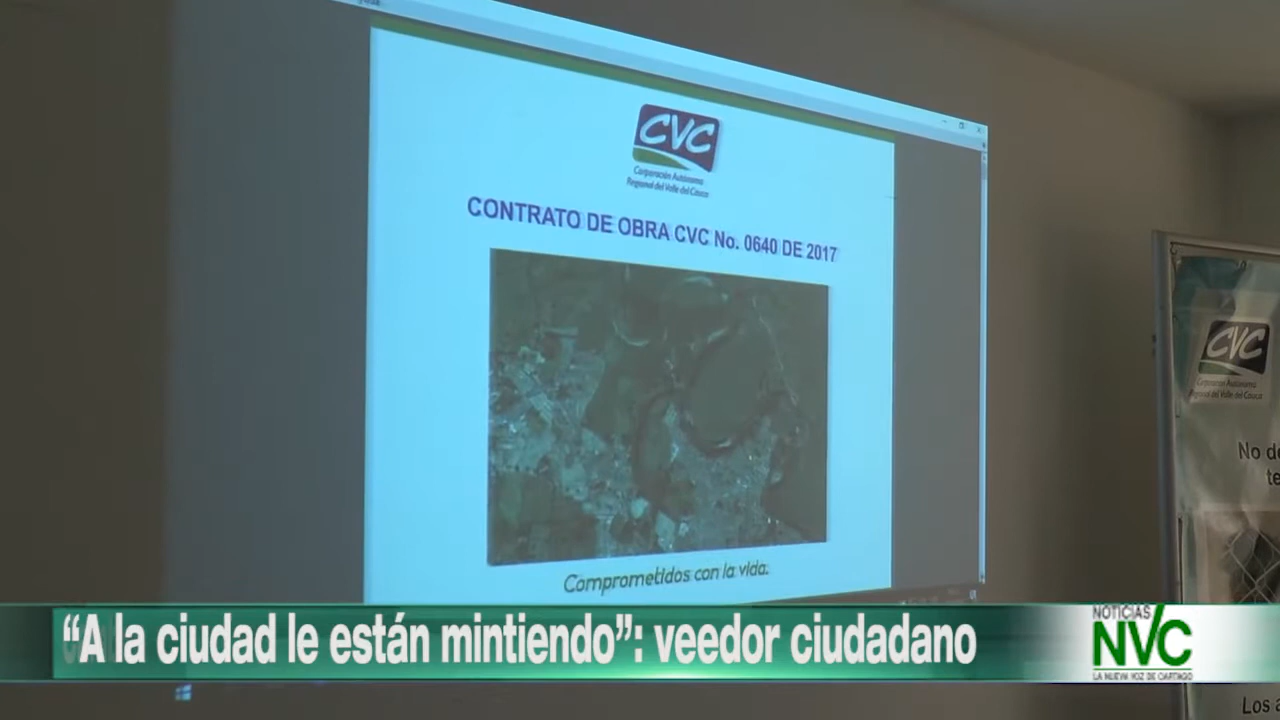 CVC
Corporación Autónoma
Regional del Valle del Cauca
CONTRATO DE OBRA CVC No. 0640 DE 2017
Comprometidos con la vida.
CVC
Corporación Autónoma
Regional del Valle del Cauca
No de
te
“A la ciudad le están mintiendo”: veedor ciudadano
NOTICIAS
NVC
LA NUEVA VOZ DE CARTAGO
Los a